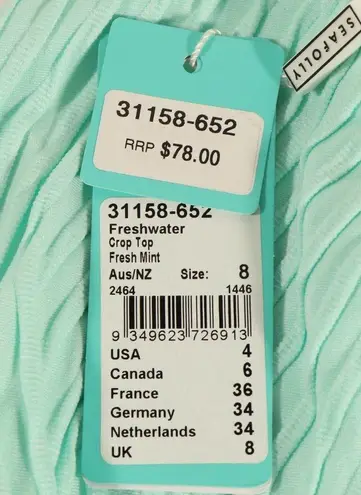 SEAFOLLY
31158-652
RRP $78.00
31158-652
Freshwater
Crop Top
Fresh Mint
Aus/NZ Size: 8
2464 1446
9 349623 726913
USA 4
Canada 6
France 36
Germany 34
Netherlands 34
UK 8